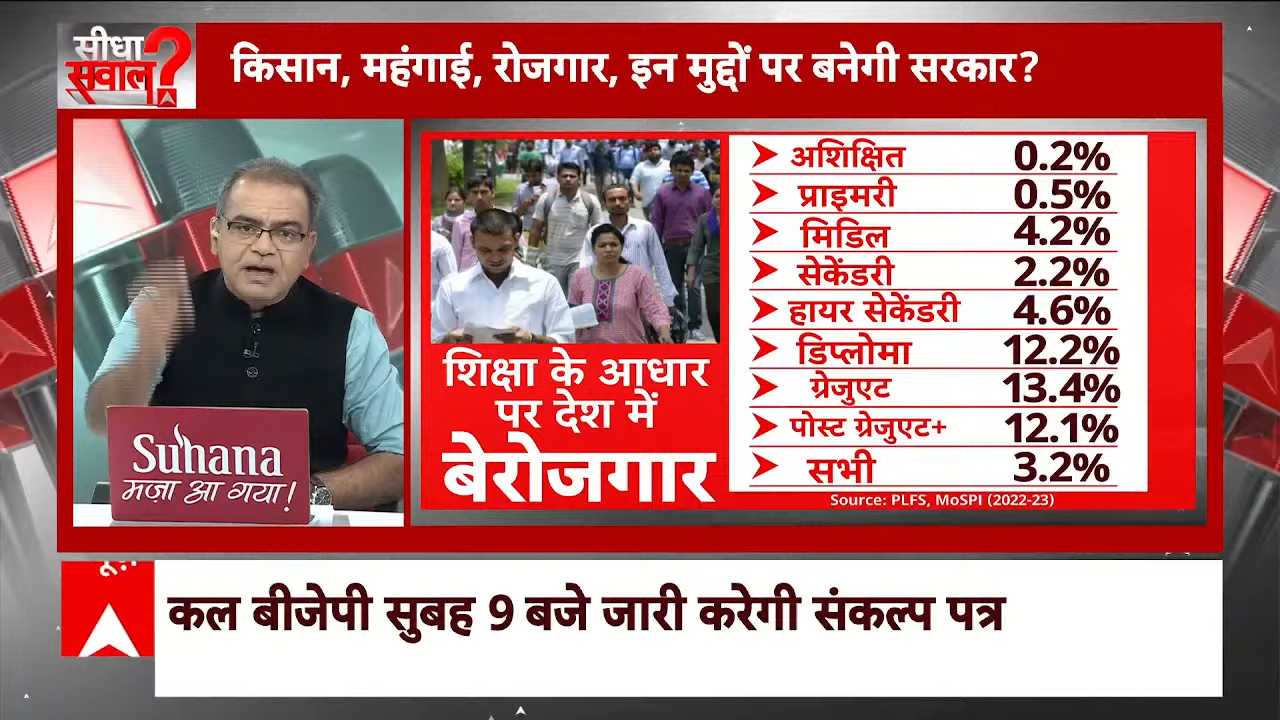 सीधा
सवाल?
किसान, महंगाई, रोजगार, इन मुद्दों पर बनेगी सरकार?
Suhana
मज़ा आ गया!
शिक्षा के आधार
पर देश में
बेरोजगार
अशिक्षित 0.2%
प्राइमरी 0.5%
मिडिल 4.2%
सेकेंडरी 2.2%
हायर सेकेंडरी 4.6%
डिप्लोमा 12.2%
ग्रेजुएट 13.4%
पोस्ट ग्रेजुएट+ 12.1%
सभी 3.2%
Source: PLFS, MoSPI (2022-23)
कल बीजेपी सुबह 9 बजे जारी करेगी संकल्प पत्र